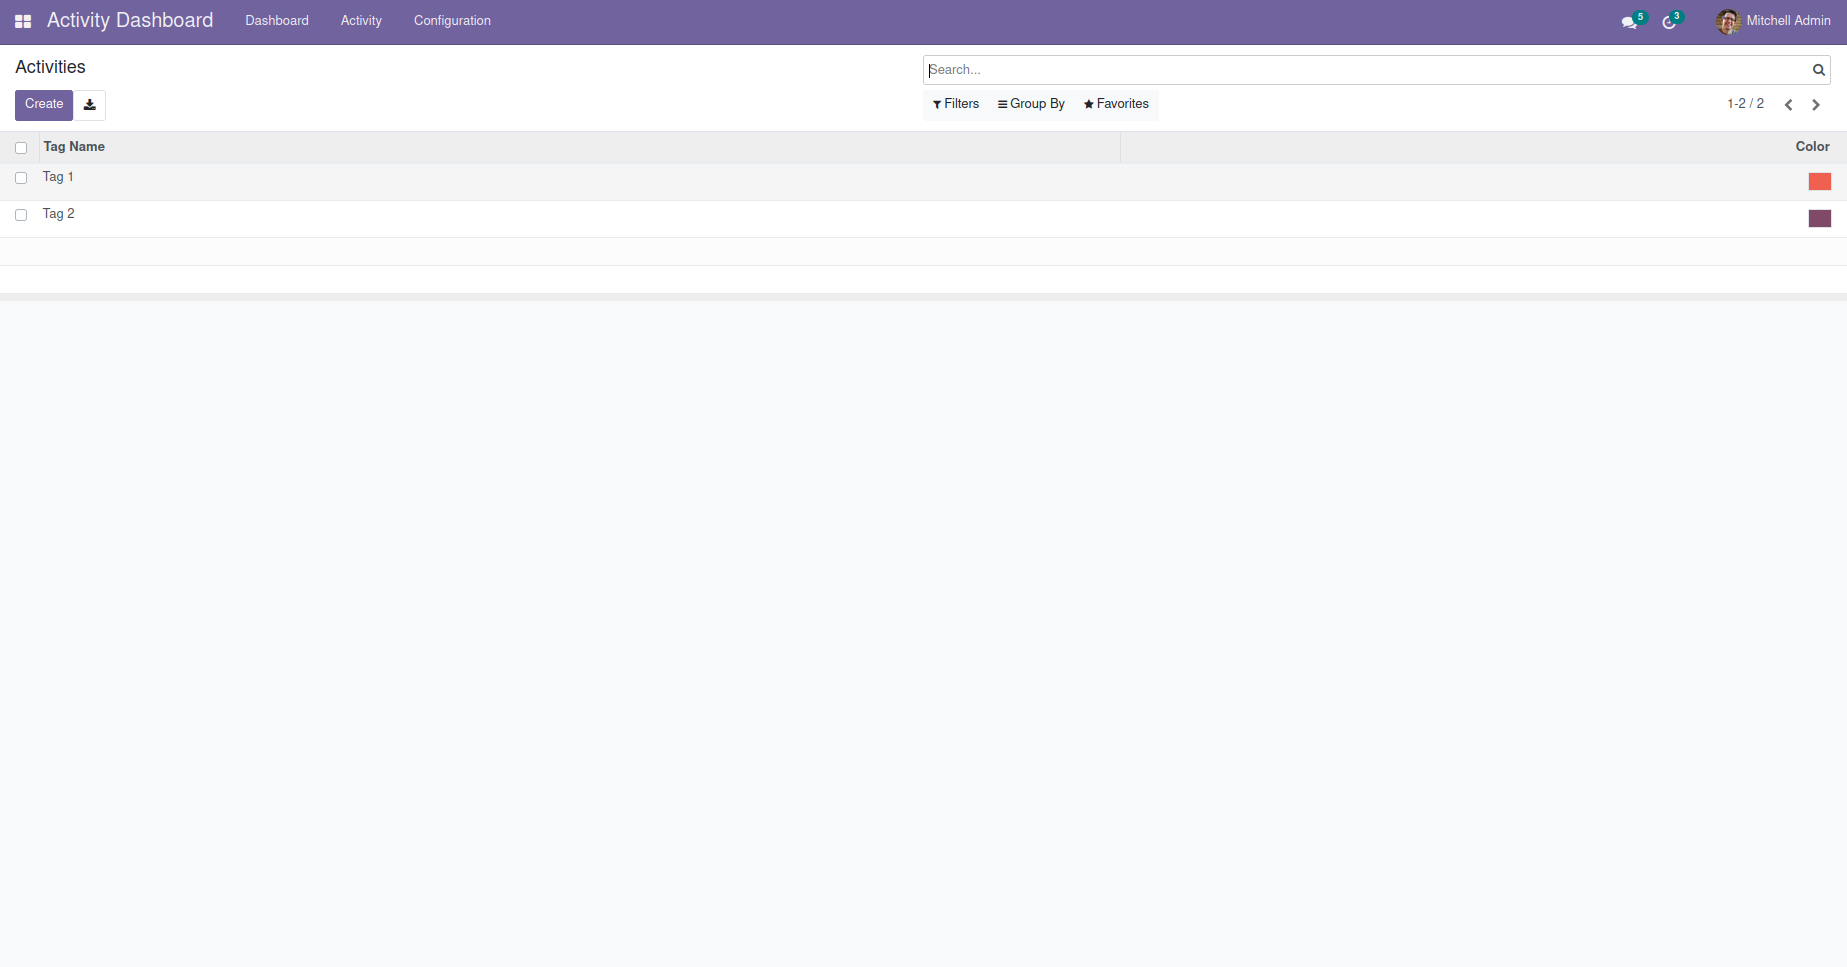 Activity Dashboard Dashboard Activity Configuration 5 3 Mitchell Admin
Activities
Search...
Create Filters Group By Favorites 1-2 / 2
Tag Name Color
Tag 1
Tag 2